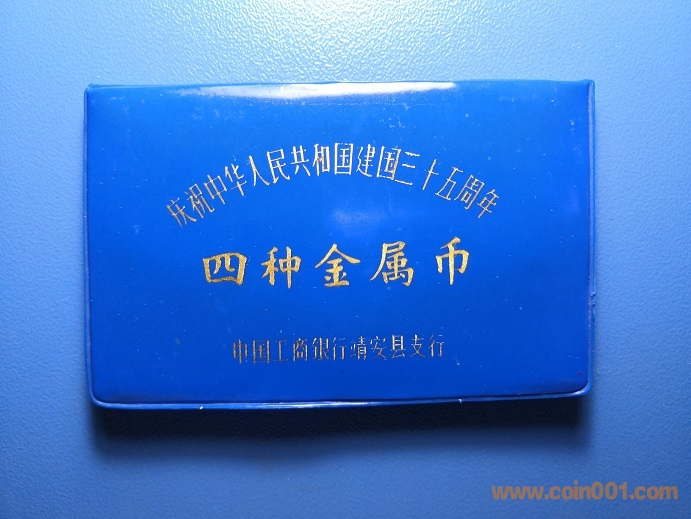 庆祝中华人民共和国建国三十五周年
四种金属币
中国工商银行靖安县支行
www.coin001.com